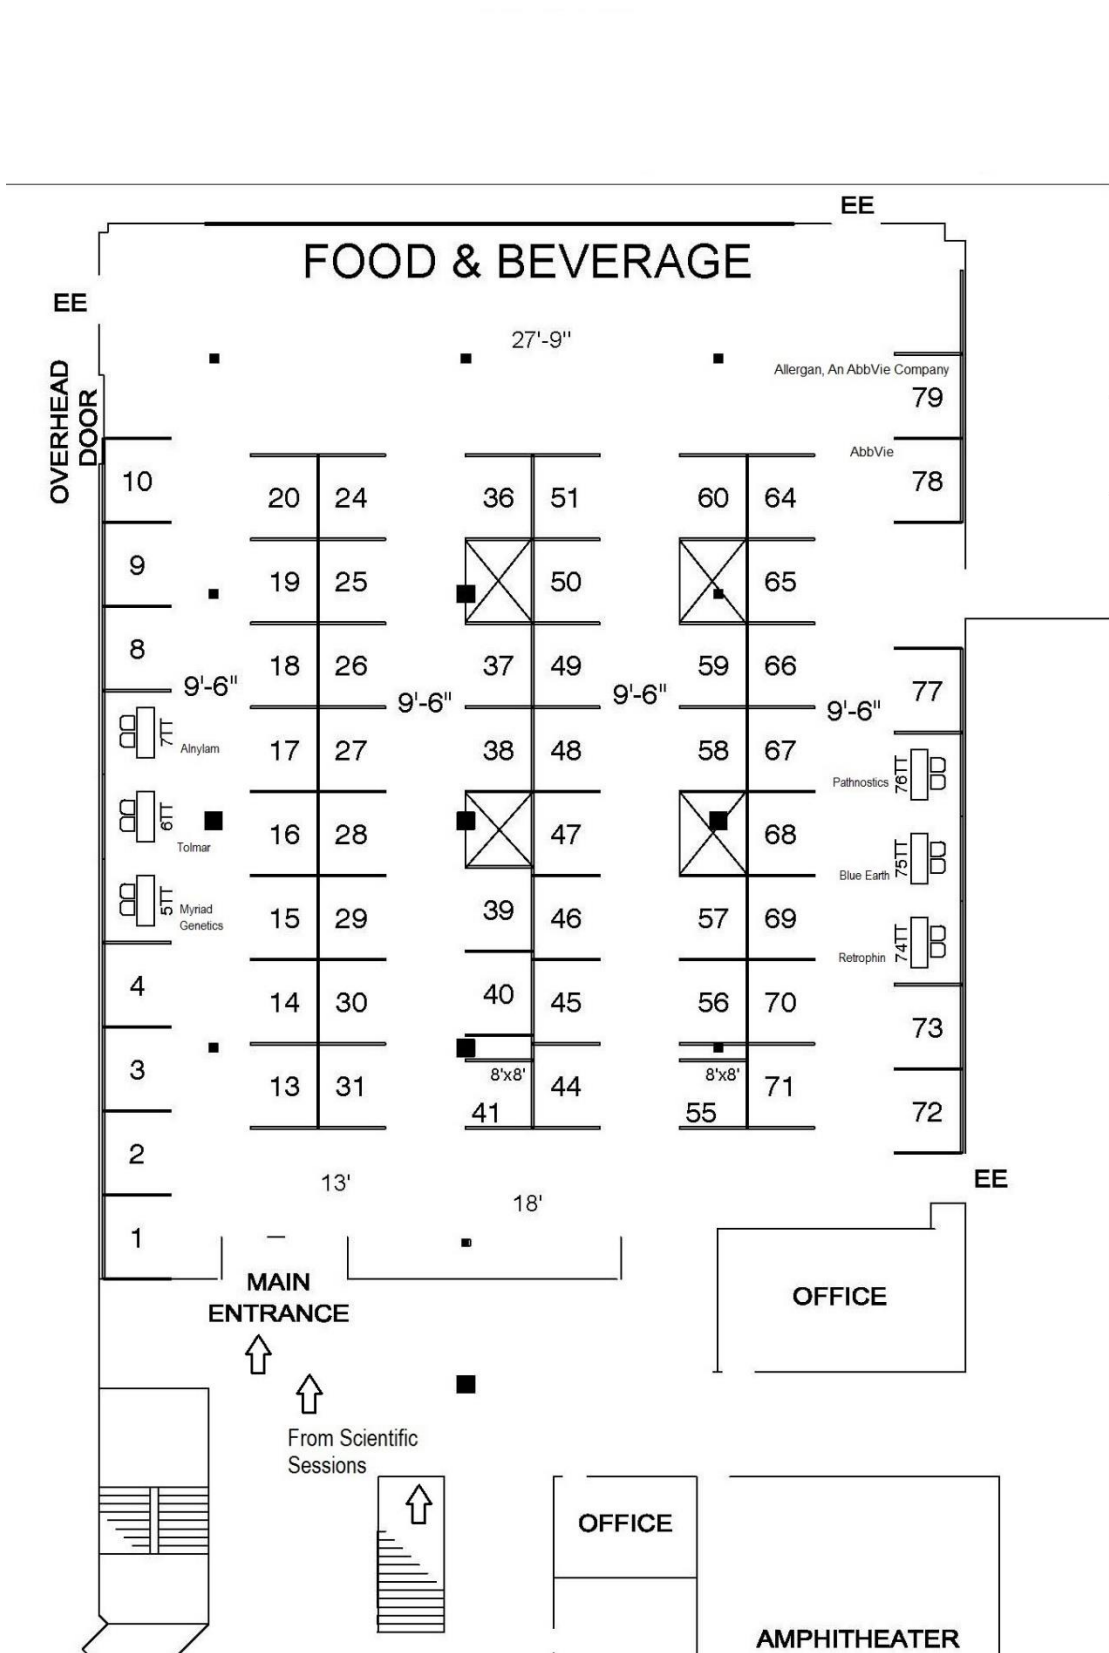 EE
FOOD & BEVERAGE
EE
27'-9"
OVERHEAD
DOOR
Allergan, An AbbVie Company
79
AbbVie
78
10
20 24 36 51 60 64
9
19 25 50 65
8
18 26 37 49 59 66
9'-6" 9'-6" 9'-6" 9'-6"
77
7TT
Alnylam
17 27 38 48 58 67
76TT
Pathnostics
6TT
Tolmar
16 28 47 68
75TT
Blue Earth
5TT
Myriad
Genetics
15 29 39 46 57 69
74TT
Retrophin
4
14 30 40 45 56 70
73
3
13 31 8'x8' 44 8'x8' 71
41 55
72
2
13'
18'
EE
1
MAIN
ENTRANCE
OFFICE
From Scientific
Sessions
OFFICE
AMPHITHEATER